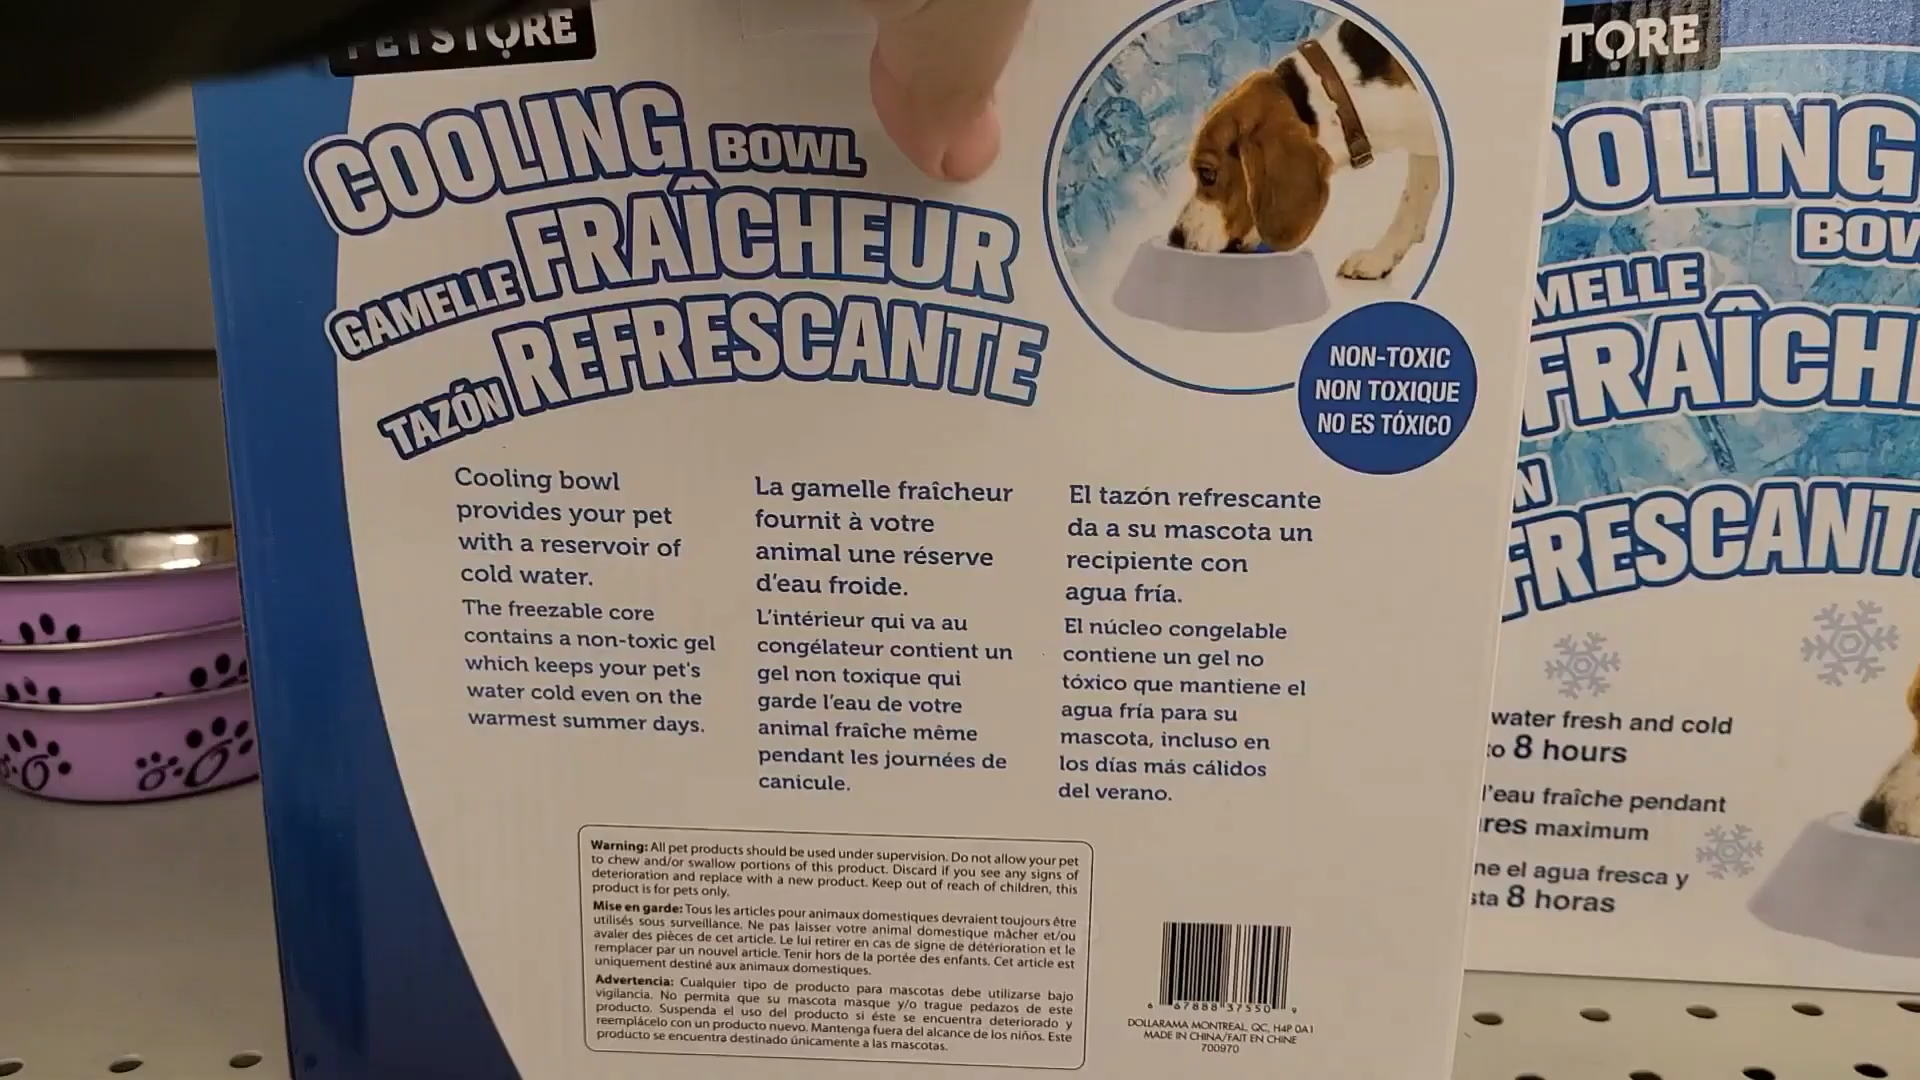 PETSTORE
COOLING BOWL
GAMELLE FRAÎCHEUR
TAZÓN REFRESCANTE
NON-TOXIC
NON TOXIQUE
NO ES TÓXICO
Cooling bowl
provides your pet
with a reservoir of
cold water.
The freezable core
contains a non-toxic gel
which keeps your pet's
water cold even on the
warmest summer days.
La gamelle fraîcheur
fournit à votre
animal une réserve
d'eau froide.
L'intérieur qui va au
congélateur contient un
gel non toxique qui
garde l'eau de votre
animal fraîche même
pendant les journées de
canicule.
El tazón refrescante
da a su mascota un
recipiente con
agua fría.
El núcleo congelable
contiene un gel no
tóxico que mantiene el
agua fría para su
mascota, incluso en
los días más cálidos
del verano.
Warning: All pet products should be used under supervision. Do not allow your pet
to chew and/or swallow portions of this product. Discard if you see any signs of
deterioration and replace with a new product. Keep out of reach of children, this
product is for pets only.
Mise en garde: Tous les articles pour animaux domestiques devraient toujours être
utilisés sous surveillance. Ne pas laisser votre animal domestique mâcher et/ou
avaler des pièces de cet article. Le lui retirer en cas de signe de détérioration et le
remplacer par un nouvel article. Tenir hors de la portée des enfants. Cet article est
uniquement destiné aux animaux domestiques.
Advertencia: Cualquier tipo de producto para mascotas debe utilizarse bajo
vigilancia. No permita que su mascota masque y/o trague pedazos de este
producto. Suspenda el uso del producto si éste se encuentra deteriorado y
reemplácelo con un producto nuevo. Mantenga fuera del alcance de los niños. Este
producto se encuentra destinado únicamente a las mascotas.
6 67888 37550 9
DOLLARAMA MONTREAL, QC, H4P 0A1
MADE IN CHINA/FAIT EN CHINE
700970
TORE
OOLING
BOW
MELLE
FRAÎCH
N
FRESCANT
water fresh and cold
to 8 hours
l'eau fraîche pendant
res maximum
ne el agua fresca y
sta 8 horas